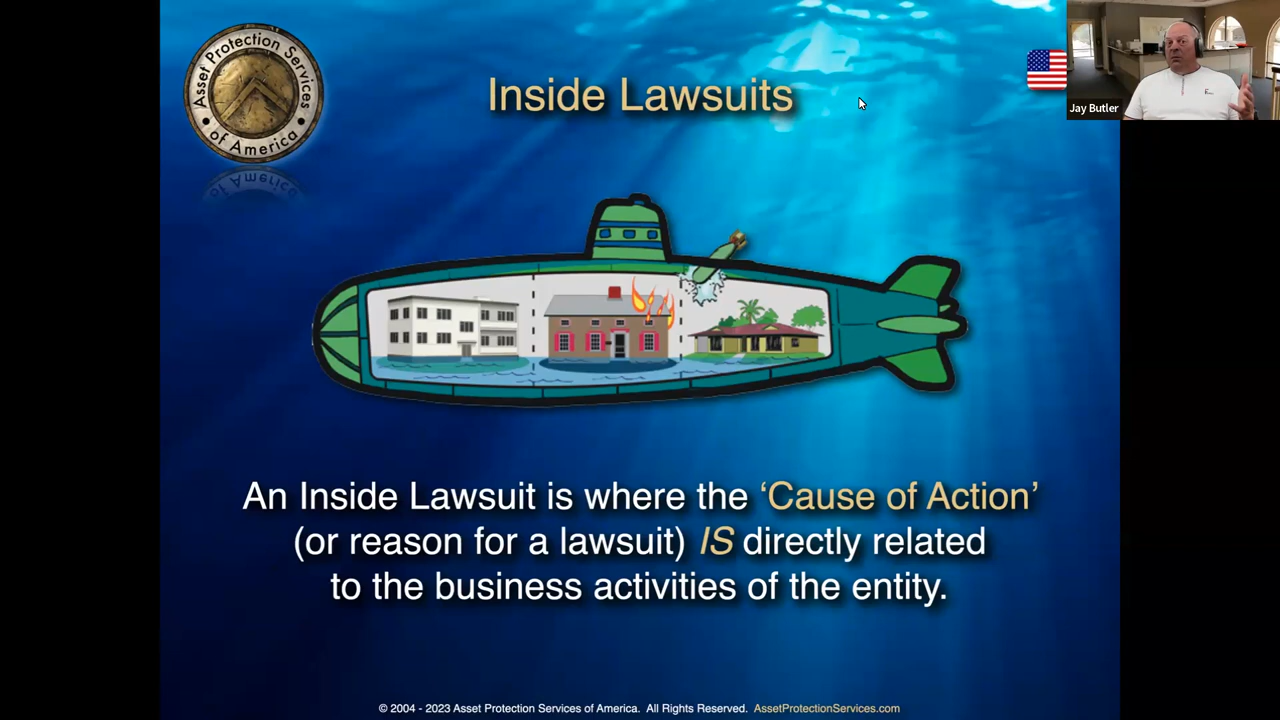 Asset Protection Services
of America
Inside Lawsuits
Jay Butler
An Inside Lawsuit is where the ‘Cause of Action’
(or reason for a lawsuit) IS directly related
to the business activities of the entity.
© 2004 - 2023 Asset Protection Services of America. All Rights Reserved. AssetProtectionServices.com